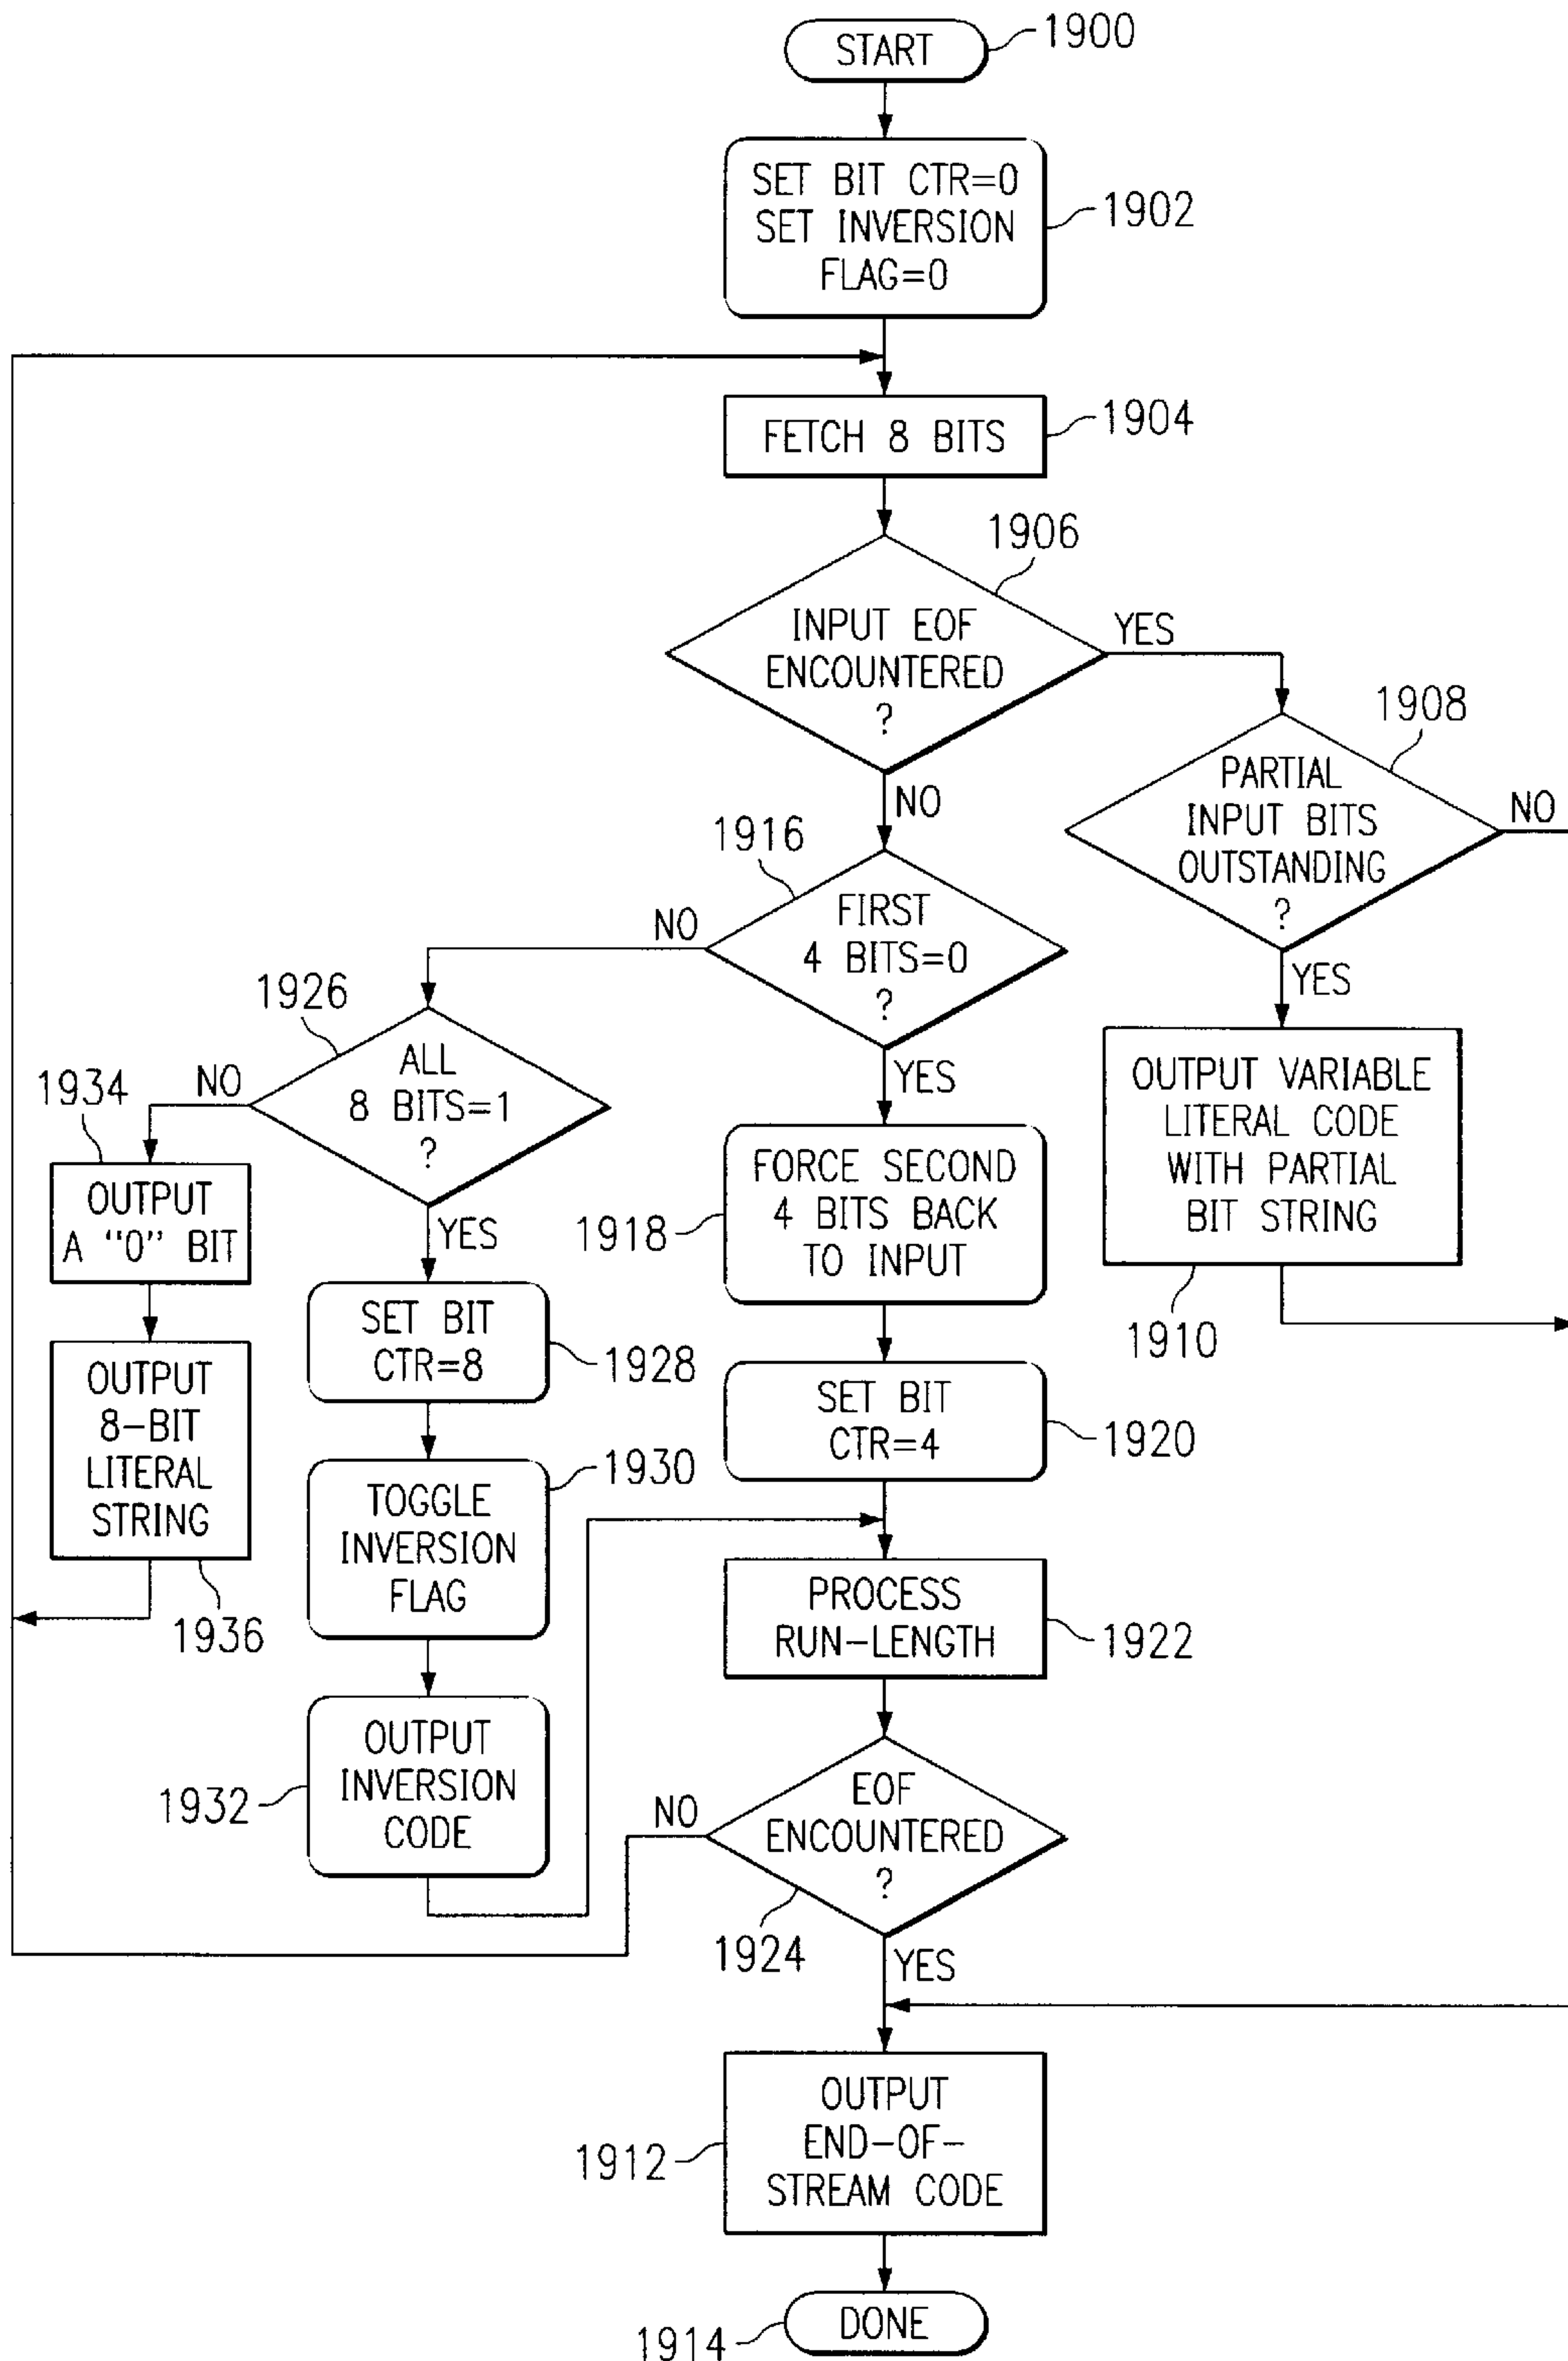 START
1900
SET BIT CTR=0
SET INVERSION
FLAG=0
1902
FETCH 8 BITS
1904
1906
INPUT EOF
ENCOUNTERED
?
YES
NO
1908
PARTIAL
INPUT BITS
OUTSTANDING
?
NO
YES
1916
FIRST
4 BITS=0
?
NO
YES
1926
ALL
8 BITS=1
?
NO
YES
1934
OUTPUT
A "0" BIT
OUTPUT
8-BIT
LITERAL
STRING
1936
SET BIT
CTR=8
1928
TOGGLE
INVERSION
FLAG
1930
OUTPUT
INVERSION
CODE
1932
FORCE SECOND
4 BITS BACK
TO INPUT
1918
OUTPUT VARIABLE
LITERAL CODE
WITH PARTIAL
BIT STRING
1910
SET BIT
CTR=4
1920
PROCESS
RUN-LENGTH
1922
EOF
ENCOUNTERED
?
NO
1924
YES
OUTPUT
END-OF-
STREAM CODE
1912
DONE
1914